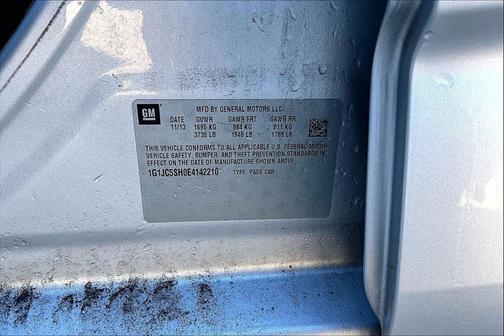 GM
MFD BY GENERAL MOTORS LLC
DATE GVWR GAWR FRT GAWR RR
11/13 1695 KG 884 KG 811 KG
3736 LB 1948 LB 1788 LB
THIS VEHICLE CONFORMS TO ALL APPLICABLE U.S. FEDERAL MOTOR
VEHICLE SAFETY, BUMPER, AND THEFT PREVENTION STANDARDS IN
EFFECT ON THE DATE OF MANUFACTURE SHOWN ABOVE.
1G1JC5SH0E4142210 TYPE: PASS CAR